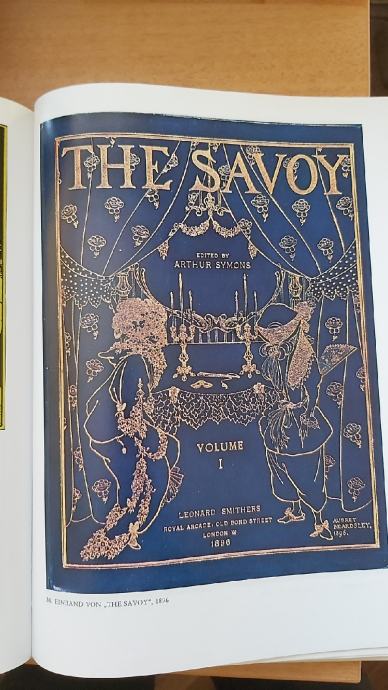 THE SAVOY
EDITED BY
ARTHUR SYMONS
VOLUME
I
LEONARD SMITHERS
ROYAL ARCADE: OLD BOND STREET
LONDON W
1896
AUBREY
BEARDSLEY,
1896.
EINBAND VON „THE SAVOY“, 1896